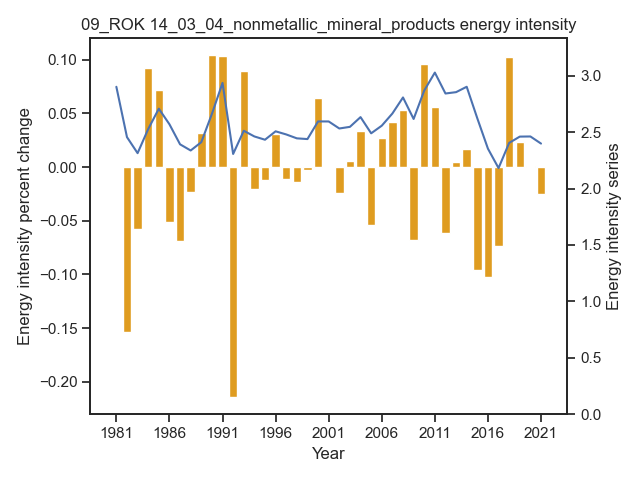 09_ROK 14_03_04_nonmetallic_mineral_products energy intensity
0.10
0.05
0.00
−0.05
−0.10
−0.15
−0.20
Energy intensity percent change
3.0
2.5
2.0
1.5
1.0
0.5
0.0
Energy intensity series
1981 1986 1991 1996 2001 2006 2011 2016 2021
Year